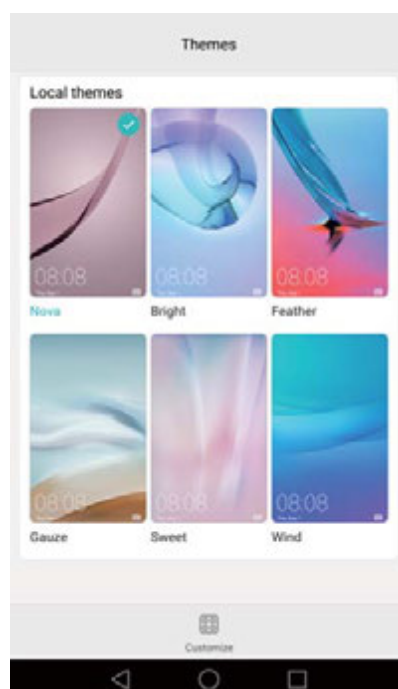 Themes
Local themes
08:08 08:08 08:08
Nova Bright Feather
08:08 08:08 08:08
Gauze Sweet Wind
Customize